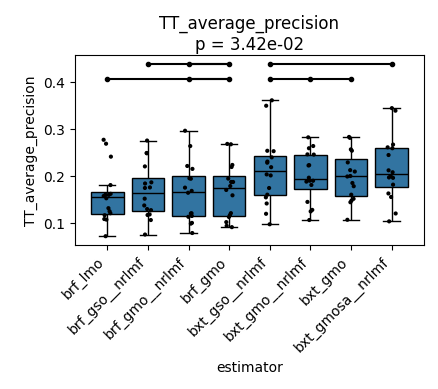 TT_average_precision
p = 3.42e-02
TT_average_precision
0.4
0.3
0.2
0.1
brf_lmo
brf_gso__nrlmf
brf_gmo__nrlmf
brf_gmo
bxt_gso__nrlmf
bxt_gmo__nrlmf
bxt_gmo
bxt_gmosa__nrlmf
estimator